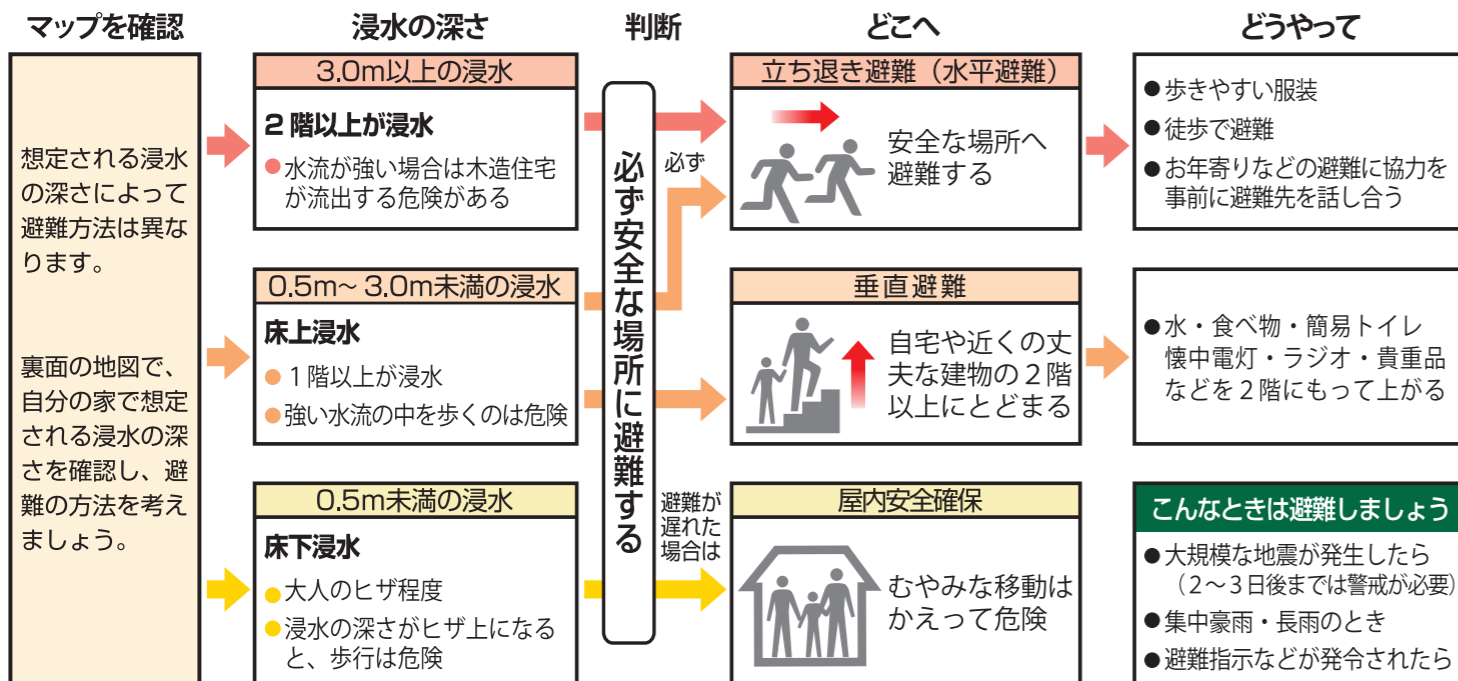 マップを確認
浸水の深さ
判断
どこへ
どうやって
想定される浸水
の深さによって
避難方法は異な
ります。
裏面の地図で、
自分の家で想定
される浸水の深
さを確認し、避
難の方法を考え
ましょう。
3.0m以上の浸水
2階以上が浸水
●水流が強い場合は木造住宅
が流出する危険がある
0.5m～3.0m未満の浸水
床上浸水
●1階以上が浸水
●強い水流の中を歩くのは危険
0.5m未満の浸水
床下浸水
●大人のヒザ程度
●浸水の深さがヒザ上になる
と、歩行は危険
必ず安全な場所に避難する
必ず
避難が
遅れた
場合は
立ち退き避難（水平避難）
安全な場所へ
避難する
垂直避難
自宅や近くの丈
夫な建物の２階
以上にとどまる
屋内安全確保
むやみな移動は
かえって危険
●歩きやすい服装
●徒歩で避難
●お年寄りなどの避難に協力を
事前に避難先を話し合う
●水・食べ物・簡易トイレ
懐中電灯・ラジオ・貴重品
などを２階にもって上がる
こんなときは避難しましょう
●大規模な地震が発生したら
（２～３日後までは警戒が必要）
●集中豪雨・長雨のとき
●避難指示などが発令されたら